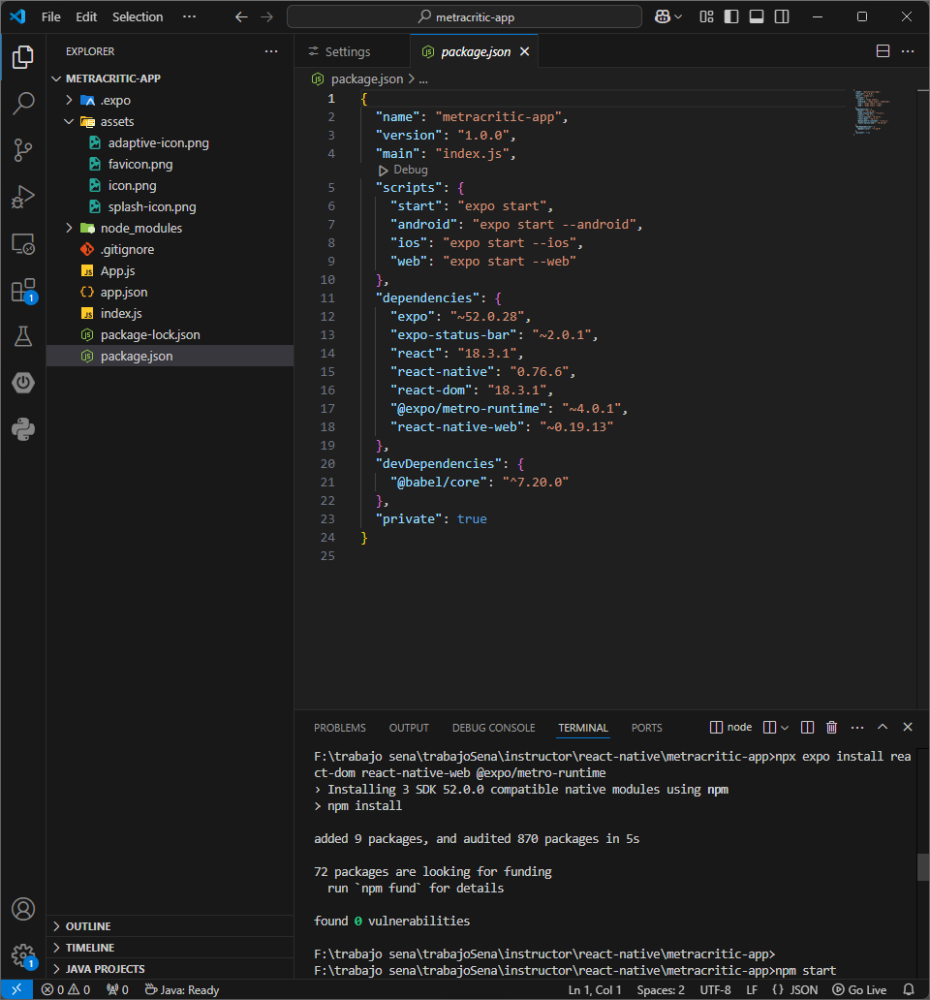 File Edit Selection ··· metracritic-app
EXPLORER
METRACRITIC-APP
.expo
assets
adaptive-icon.png
favicon.png
icon.png
splash-icon.png
node_modules
.gitignore
App.js
app.json
index.js
package-lock.json
package.json
OUTLINE
TIMELINE
JAVA PROJECTS
Settings package.json
package.json > ...
1 {
2 "name": "metracritic-app",
3 "version": "1.0.0",
4 "main": "index.js",
Debug
5 "scripts": {
6 "start": "expo start",
7 "android": "expo start --android",
8 "ios": "expo start --ios",
9 "web": "expo start --web"
10 },
11 "dependencies": {
12 "expo": "~52.0.28",
13 "expo-status-bar": "~2.0.1",
14 "react": "18.3.1",
15 "react-native": "0.76.6",
16 "react-dom": "18.3.1",
17 "@expo/metro-runtime": "~4.0.1",
18 "react-native-web": "~0.19.13"
19 },
20 "devDependencies": {
21 "@babel/core": "^7.20.0"
22 },
23 "private": true
24 }
25
PROBLEMS OUTPUT DEBUG CONSOLE TERMINAL PORTS node
F:\trabajo sena\trabajoSena\instructor\react-native\metracritic-app>npx expo install rea
ct-dom react-native-web @expo/metro-runtime
› Installing 3 SDK 52.0.0 compatible native modules using npm
> npm install
added 9 packages, and audited 870 packages in 5s
72 packages are looking for funding
run `npm fund` for details
found 0 vulnerabilities
F:\trabajo sena\trabajoSena\instructor\react-native\metracritic-app>
F:\trabajo sena\trabajoSena\instructor\react-native\metracritic-app>npm start
1
1
0 0 0 Java: Ready Ln 1, Col 1 Spaces: 2 UTF-8 LF {} JSON Go Live